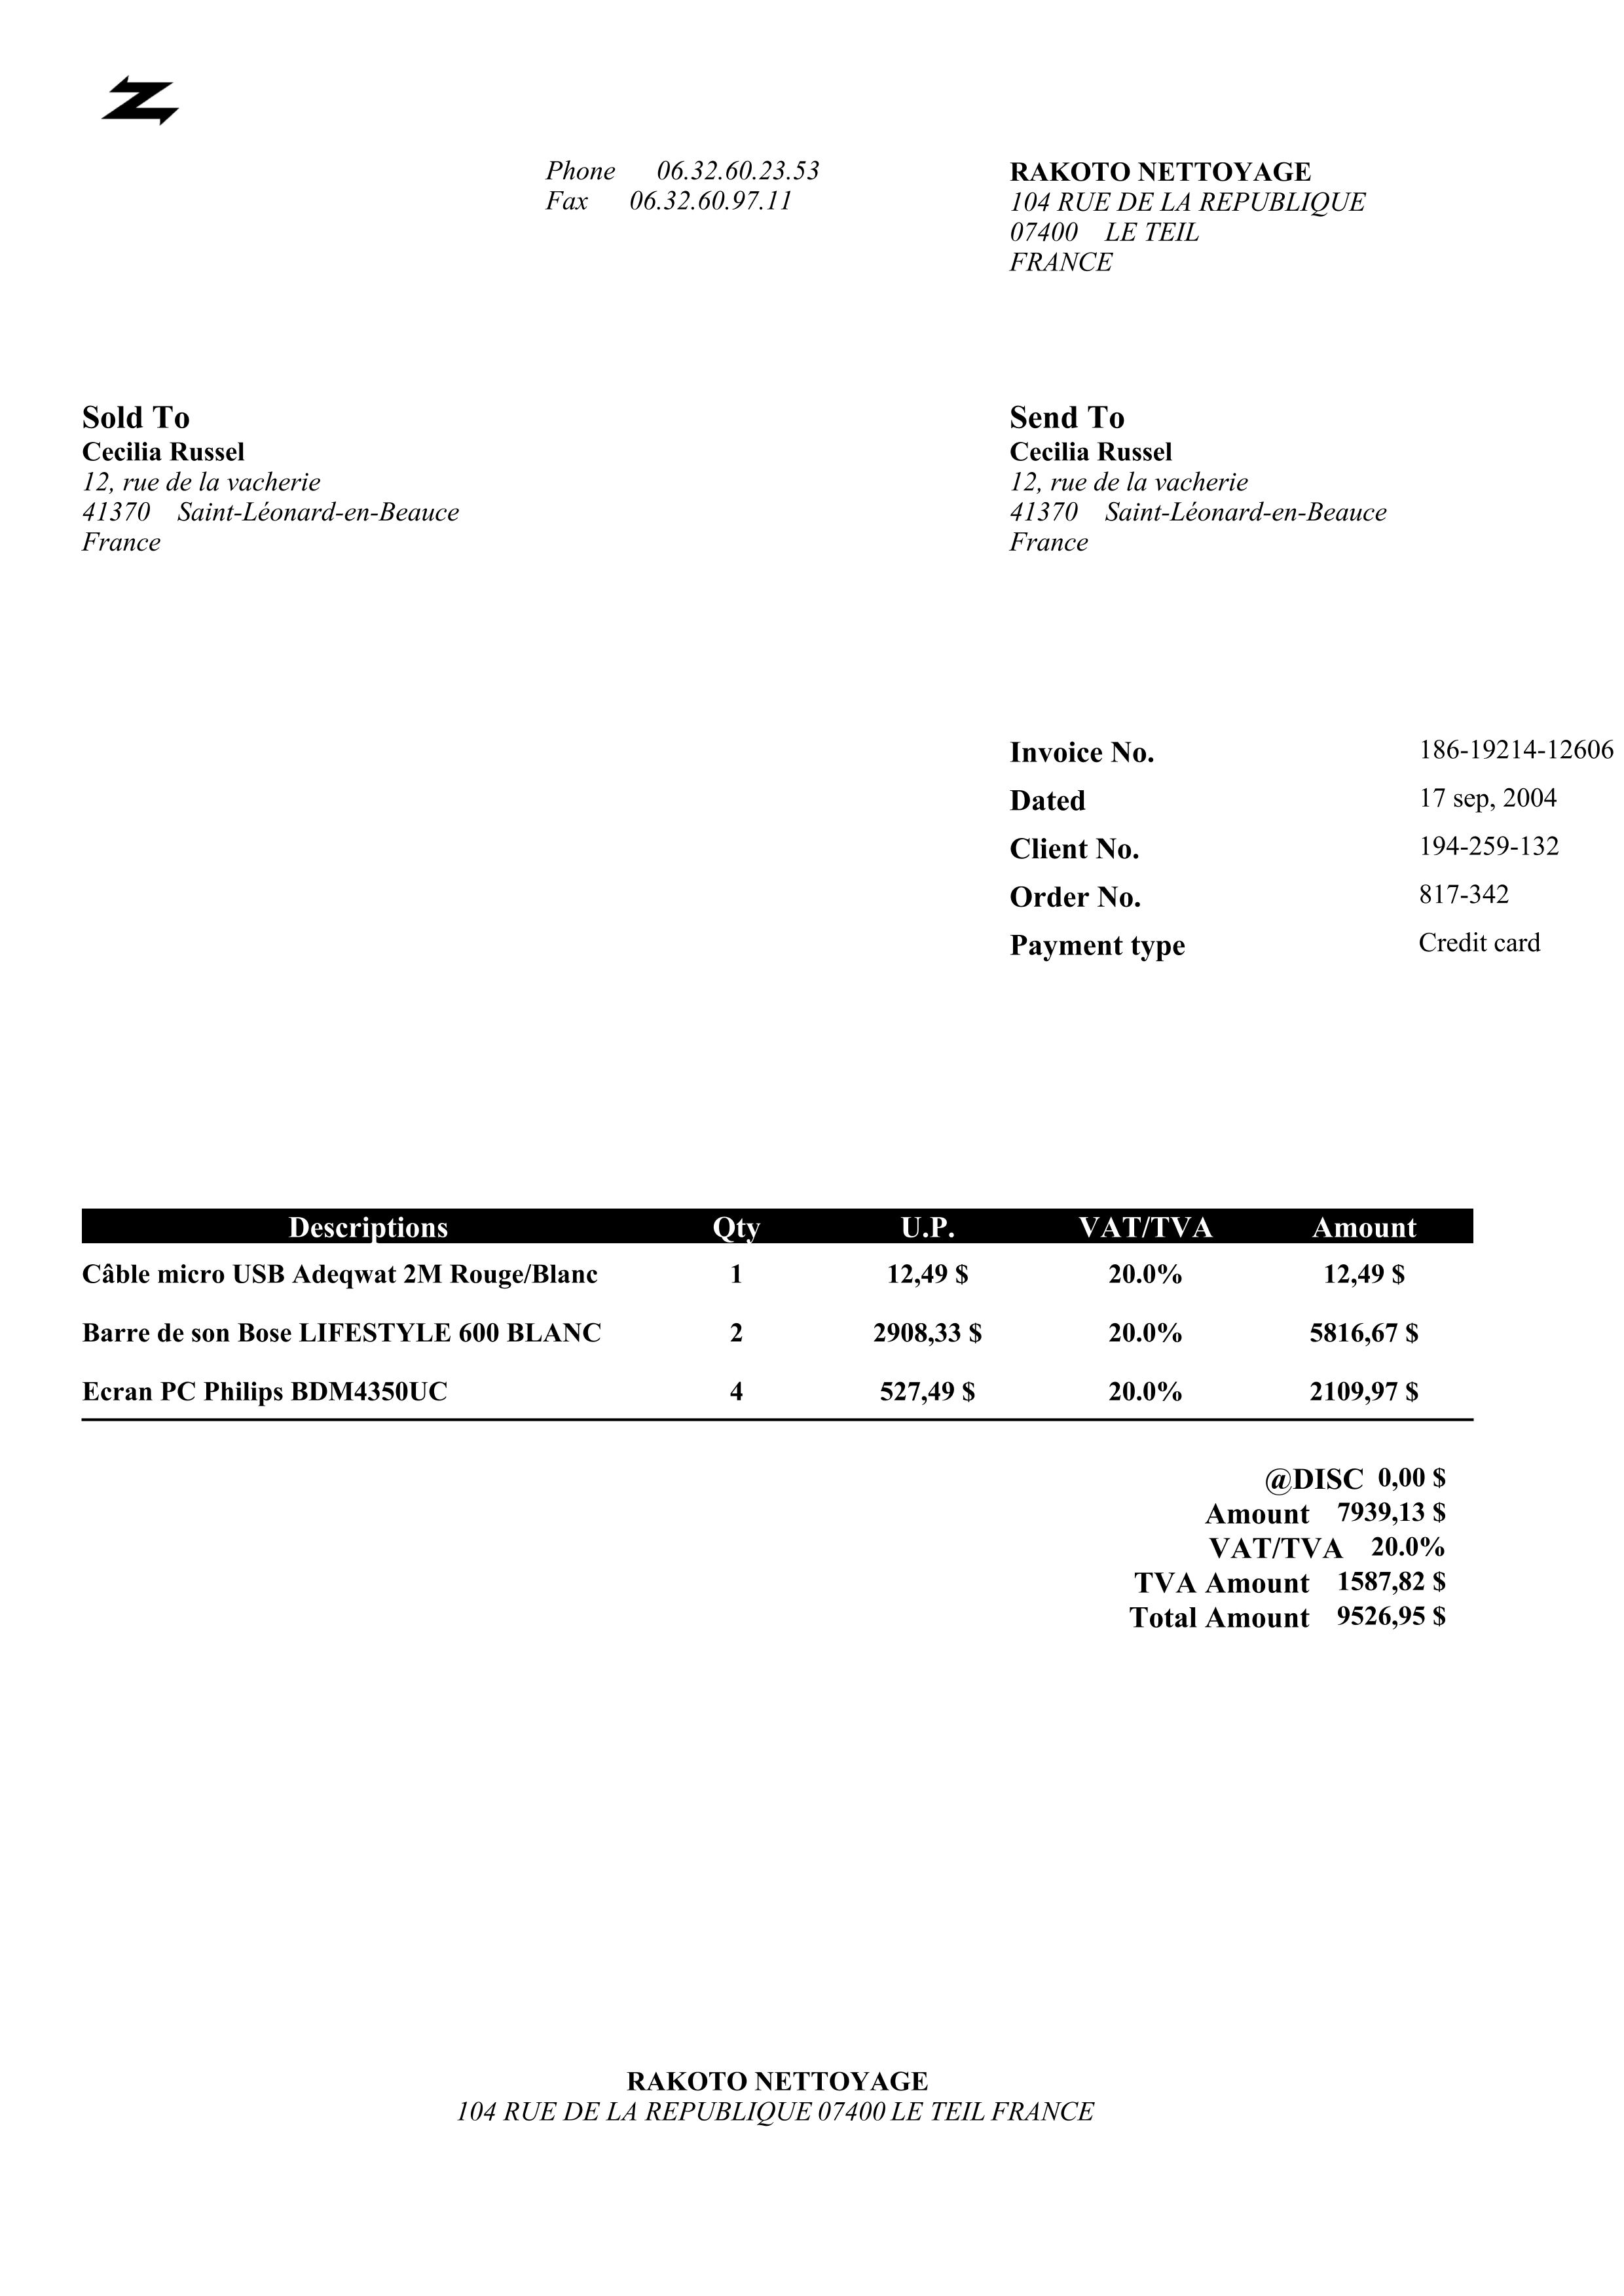 Phone 06.32.60.23.53
Fax 06.32.60.97.11
RAKOTO NETTOYAGE
104 RUE DE LA REPUBLIQUE
07400 LE TEIL
FRANCE
Sold To
Cecilia Russel
12, rue de la vacherie
41370 Saint-Léonard-en-Beauce
France
Send To
Cecilia Russel
12, rue de la vacherie
41370 Saint-Léonard-en-Beauce
France
Invoice No. 186-19214-12606
Dated 17 sep, 2004
Client No. 194-259-132
Order No. 817-342
Payment type Credit card
Descriptions Qty U.P. VAT/TVA Amount
Câble micro USB Adeqwat 2M Rouge/Blanc 1 12,49 $ 20.0% 12,49 $
Barre de son Bose LIFESTYLE 600 BLANC 2 2908,33 $ 20.0% 5816,67 $
Ecran PC Philips BDM4350UC 4 527,49 $ 20.0% 2109,97 $
@DISC 0,00 $
Amount 7939,13 $
VAT/TVA 20.0%
TVA Amount 1587,82 $
Total Amount 9526,95 $
RAKOTO NETTOYAGE
104 RUE DE LA REPUBLIQUE 07400 LE TEIL FRANCE